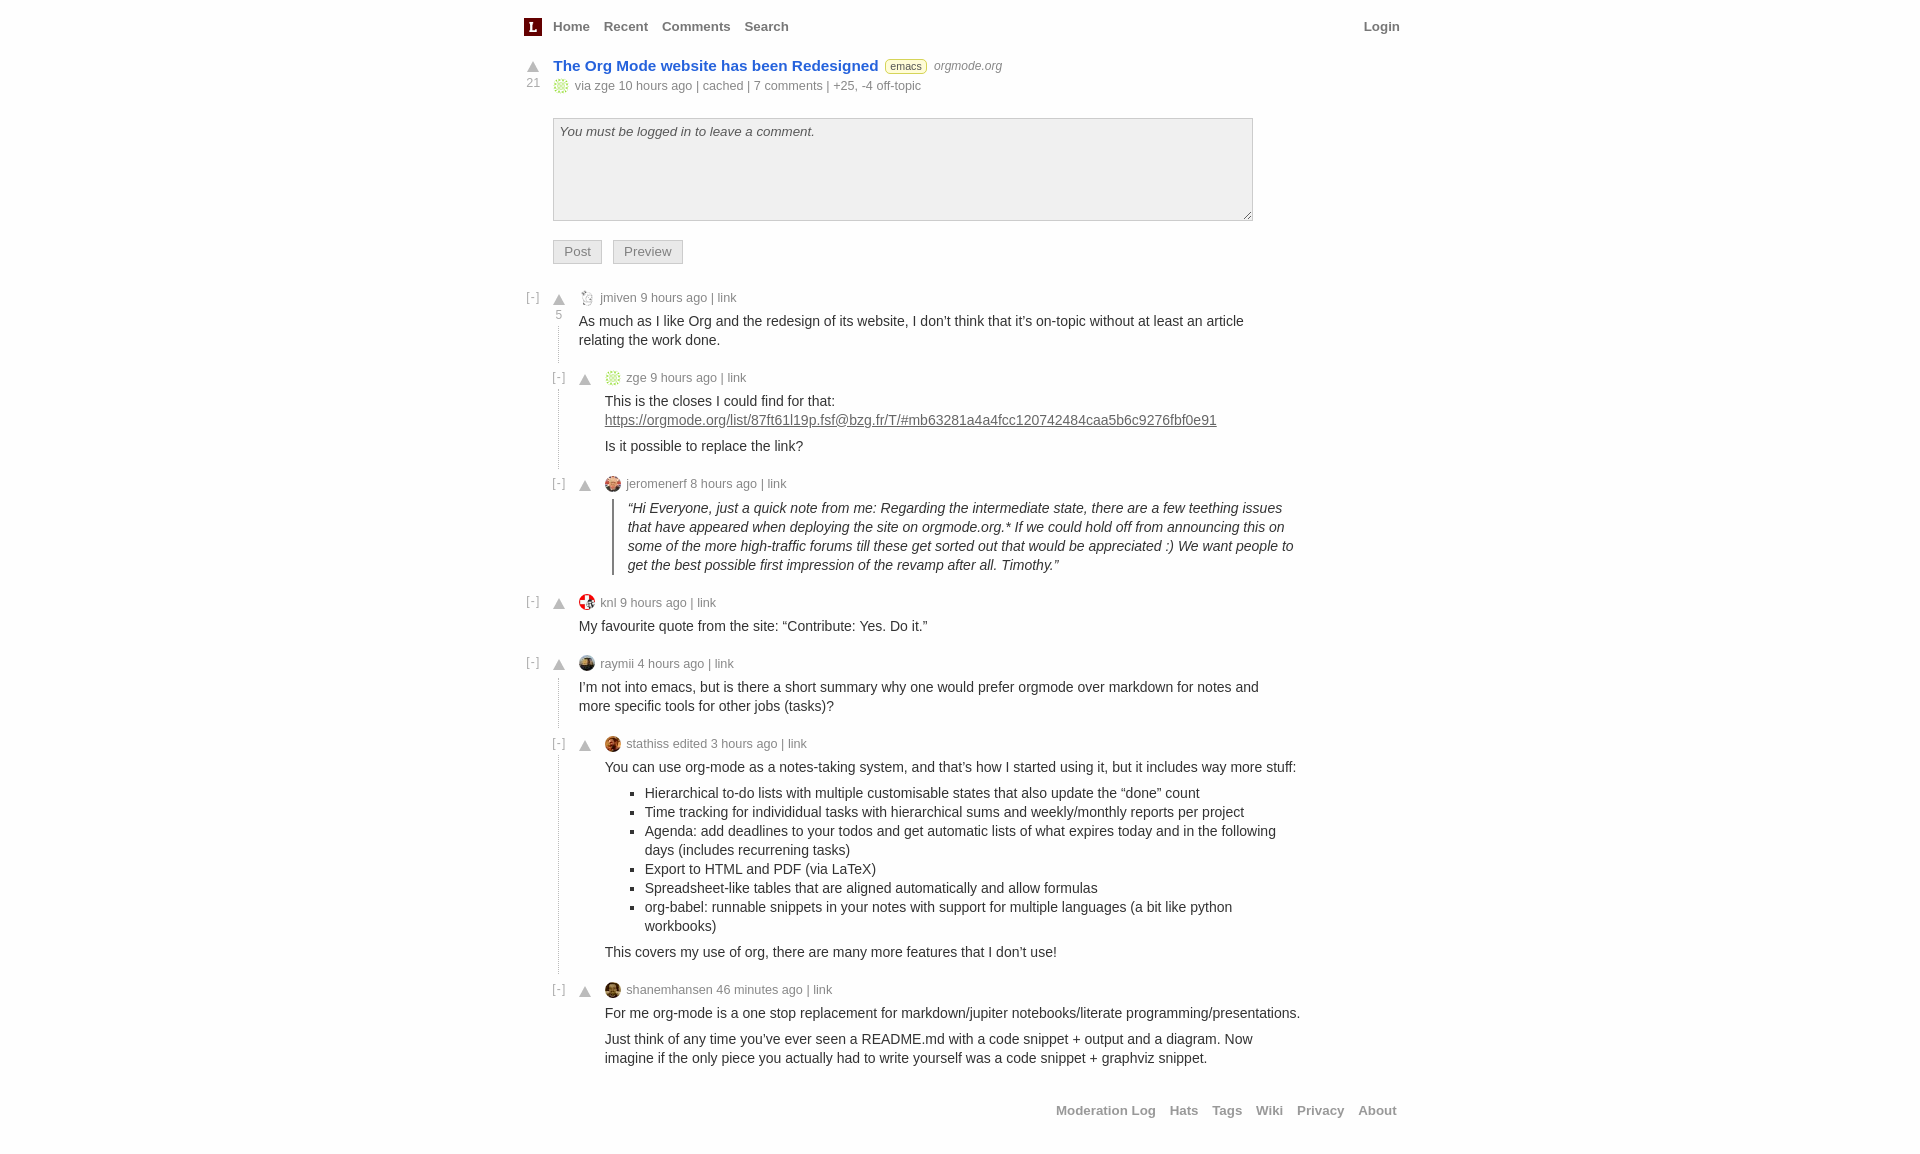 L Home Recent Comments Search Login
The Org Mode website has been Redesigned emacs orgmode.org
21
via zge 10 hours ago | cached | 7 comments | +25, -4 off-topic
You must be logged in to leave a comment.
Post Preview
[-] jmiven 9 hours ago | link
5
As much as I like Org and the redesign of its website, I don’t think that it’s on-topic without at least an article
relating the work done.
[-] zge 9 hours ago | link
This is the closes I could find for that:
https://orgmode.org/list/87ft61l19p.fsf@bzg.fr/T/#mb63281a4a4fcc120742484caa5b6c9276fbf0e91
Is it possible to replace the link?
[-] jeromenerf 8 hours ago | link
“Hi Everyone, just a quick note from me: Regarding the intermediate state, there are a few teething issues
that have appeared when deploying the site on orgmode.org.* If we could hold off from announcing this on
some of the more high-traffic forums till these get sorted out that would be appreciated :) We want people to
get the best possible first impression of the revamp after all. Timothy.”
[-] knl 9 hours ago | link
My favourite quote from the site: “Contribute: Yes. Do it.”
[-] raymii 4 hours ago | link
I’m not into emacs, but is there a short summary why one would prefer orgmode over markdown for notes and
more specific tools for other jobs (tasks)?
[-] stathiss edited 3 hours ago | link
You can use org-mode as a notes-taking system, and that’s how I started using it, but it includes way more stuff:
▪ Hierarchical to-do lists with multiple customisable states that also update the “done” count
▪ Time tracking for individidual tasks with hierarchical sums and weekly/monthly reports per project
▪ Agenda: add deadlines to your todos and get automatic lists of what expires today and in the following
days (includes recurrening tasks)
▪ Export to HTML and PDF (via LaTeX)
▪ Spreadsheet-like tables that are aligned automatically and allow formulas
▪ org-babel: runnable snippets in your notes with support for multiple languages (a bit like python
workbooks)
This covers my use of org, there are many more features that I don’t use!
[-] shanemhansen 46 minutes ago | link
For me org-mode is a one stop replacement for markdown/jupiter notebooks/literate programming/presentations.
Just think of any time you’ve ever seen a README.md with a code snippet + output and a diagram. Now
imagine if the only piece you actually had to write yourself was a code snippet + graphviz snippet.
Moderation Log Hats Tags Wiki Privacy About